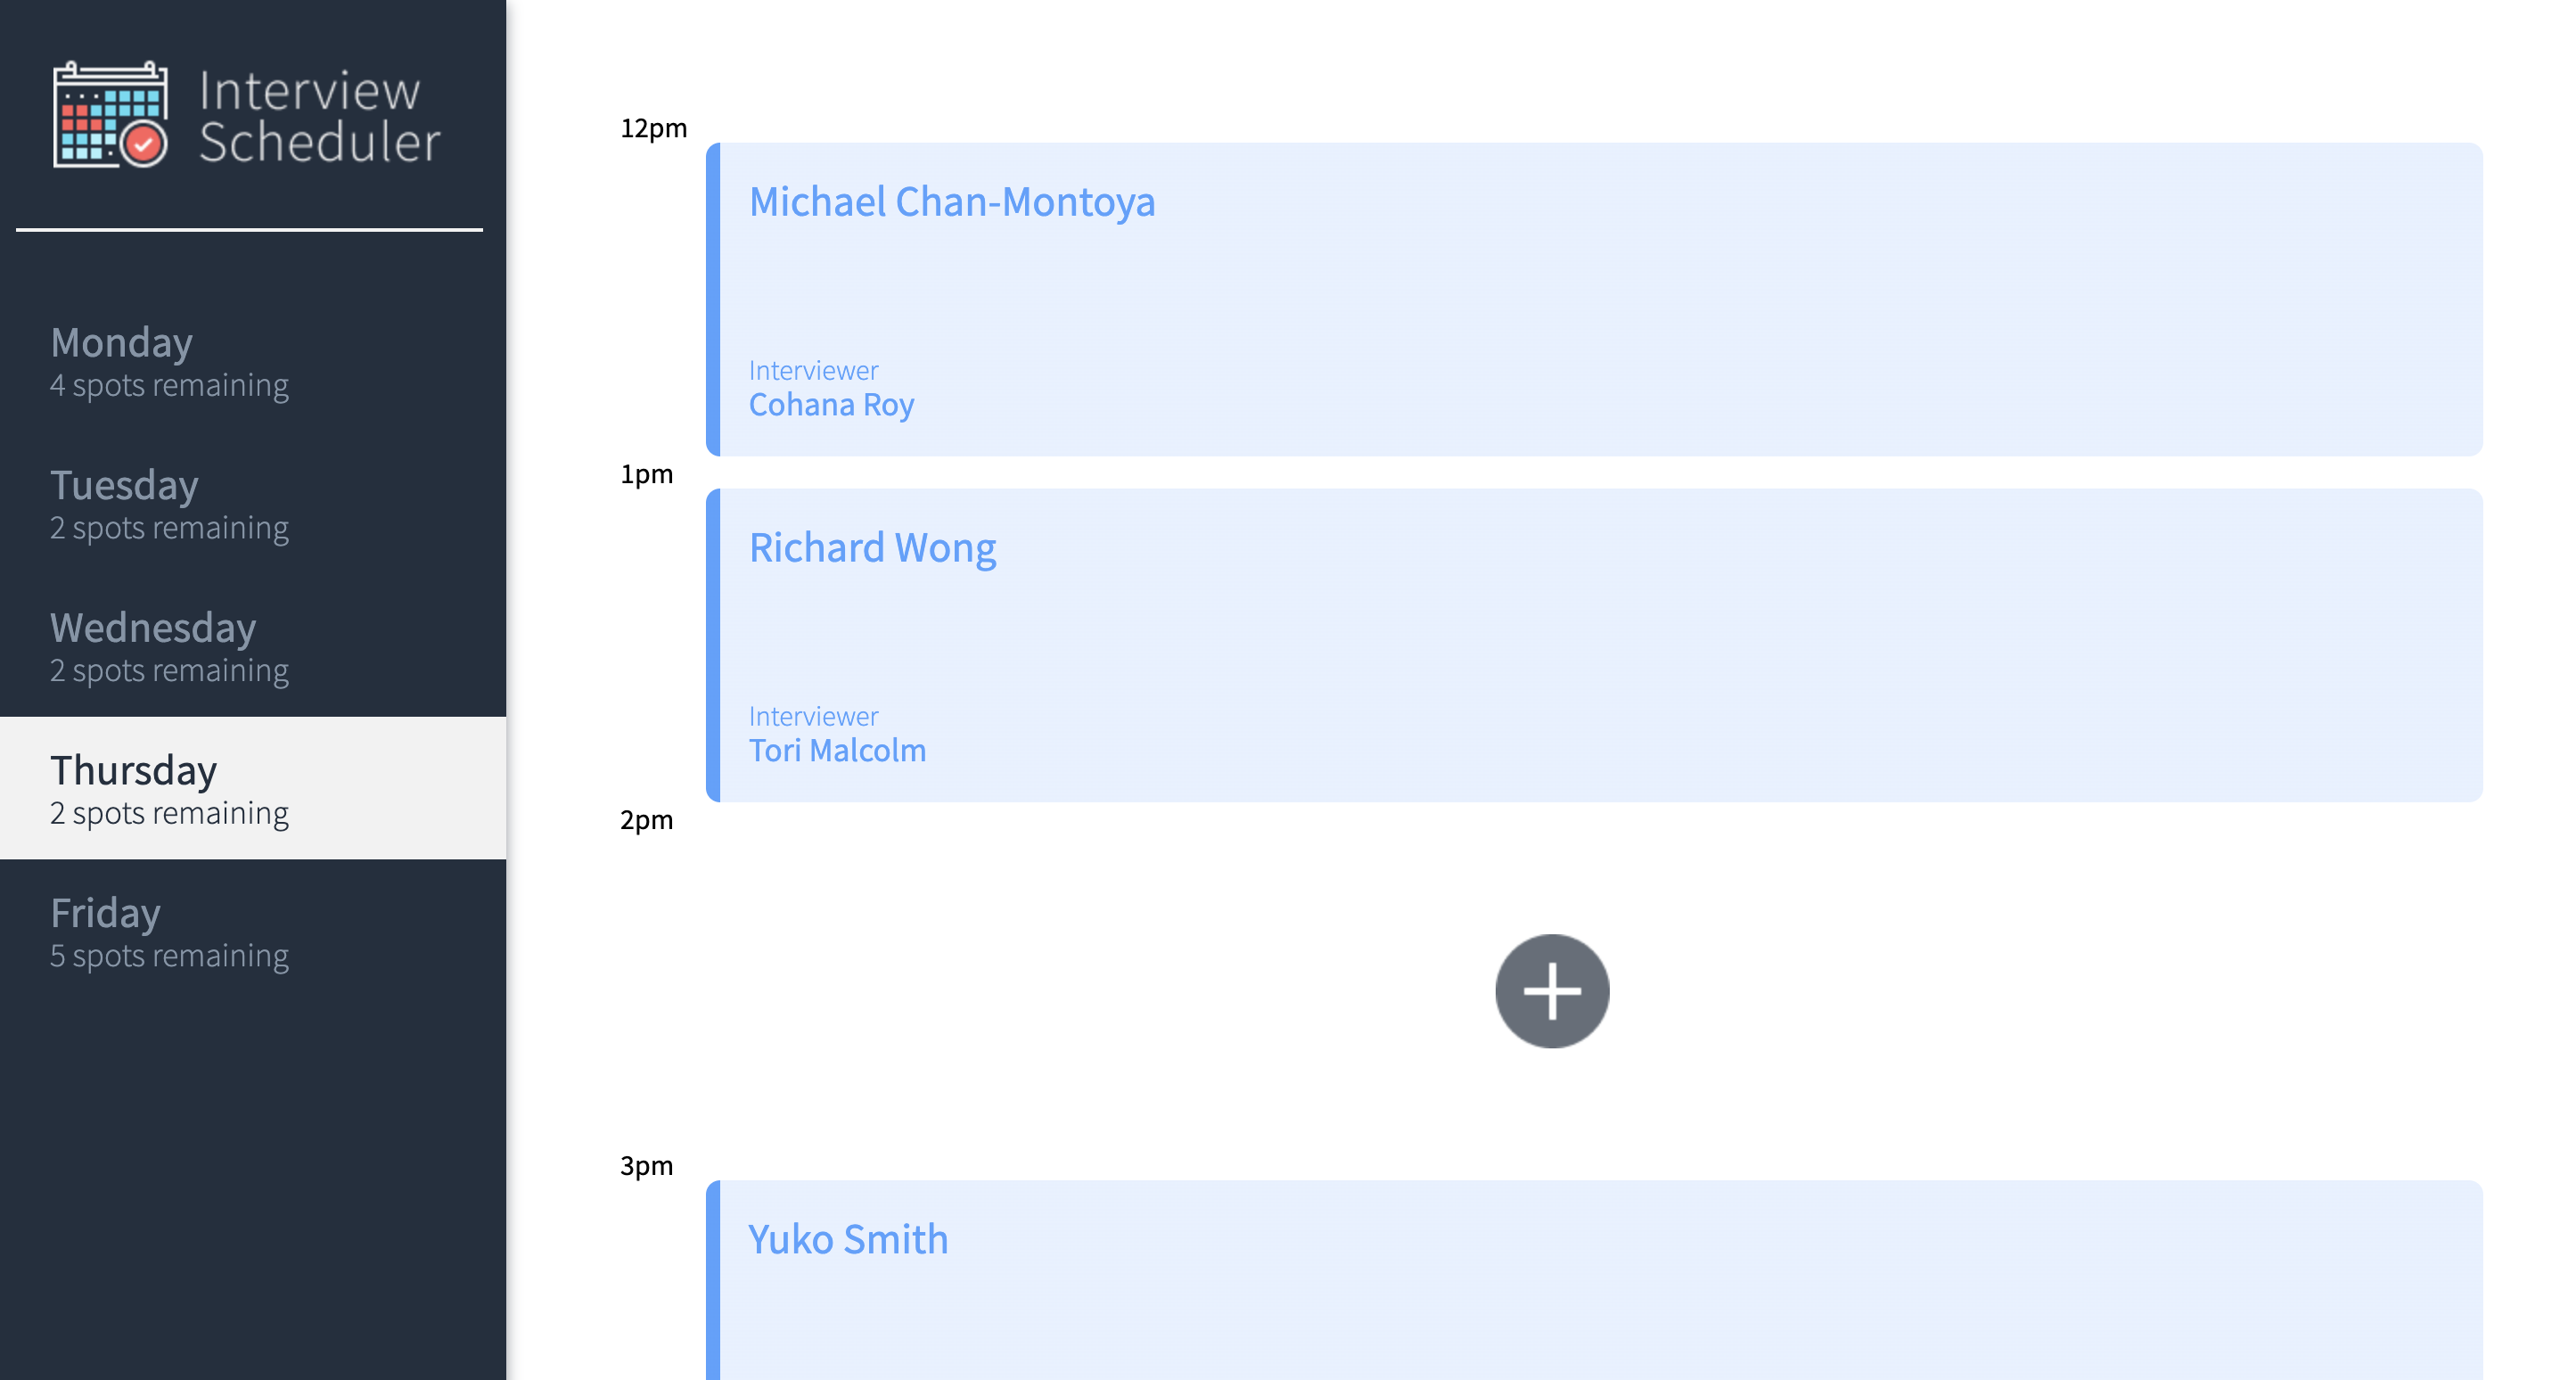 Interview
Scheduler
Monday
4 spots remaining
Tuesday
2 spots remaining
Wednesday
2 spots remaining
Thursday
2 spots remaining
Friday
5 spots remaining
12pm
Michael Chan-Montoya
Interviewer
Cohana Roy
1pm
Richard Wong
Interviewer
Tori Malcolm
2pm
3pm
Yuko Smith